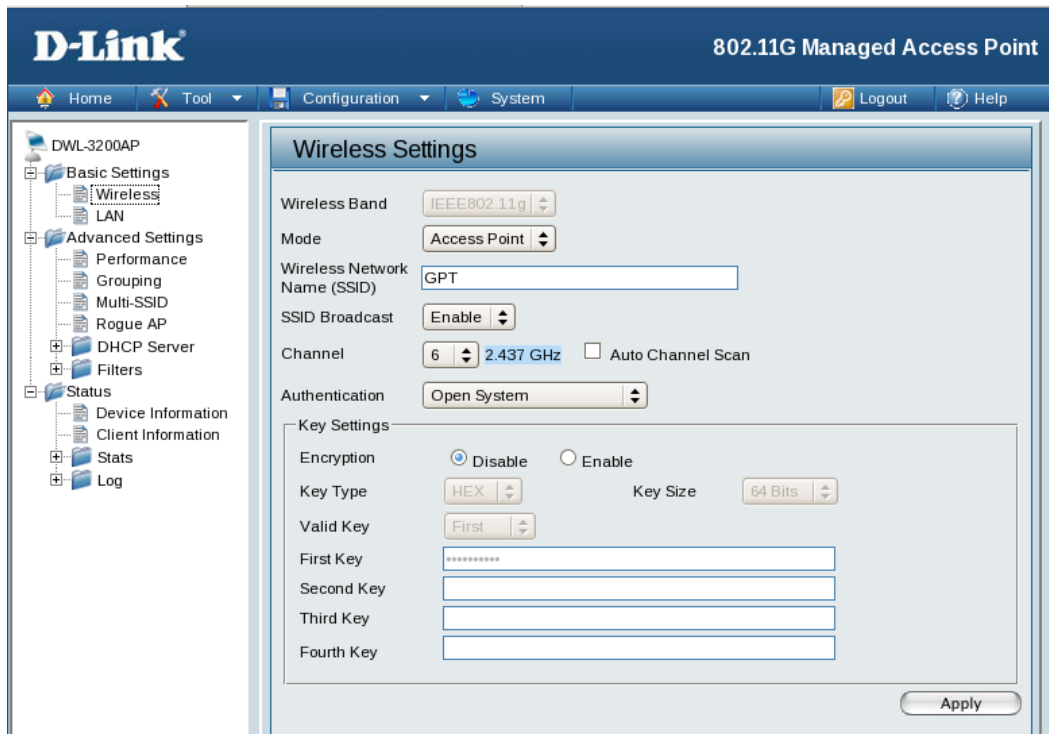 D-Link
802.11G Managed Access Point
Home Tool Configuration System Logout Help
DWL-3200AP
Basic Settings
Wireless
LAN
Advanced Settings
Performance
Grouping
Multi-SSID
Rogue AP
DHCP Server
Filters
Status
Device Information
Client Information
Stats
Log
Wireless Settings
Wireless Band IEEE802.11g
Mode Access Point
Wireless Network
Name (SSID) GPT
SSID Broadcast Enable
Channel 6 2.437 GHz Auto Channel Scan
Authentication Open System
Key Settings
Encryption Disable Enable
Key Type HEX Key Size 64 Bits
Valid Key First
First Key ••••••••••
Second Key
Third Key
Fourth Key
Apply